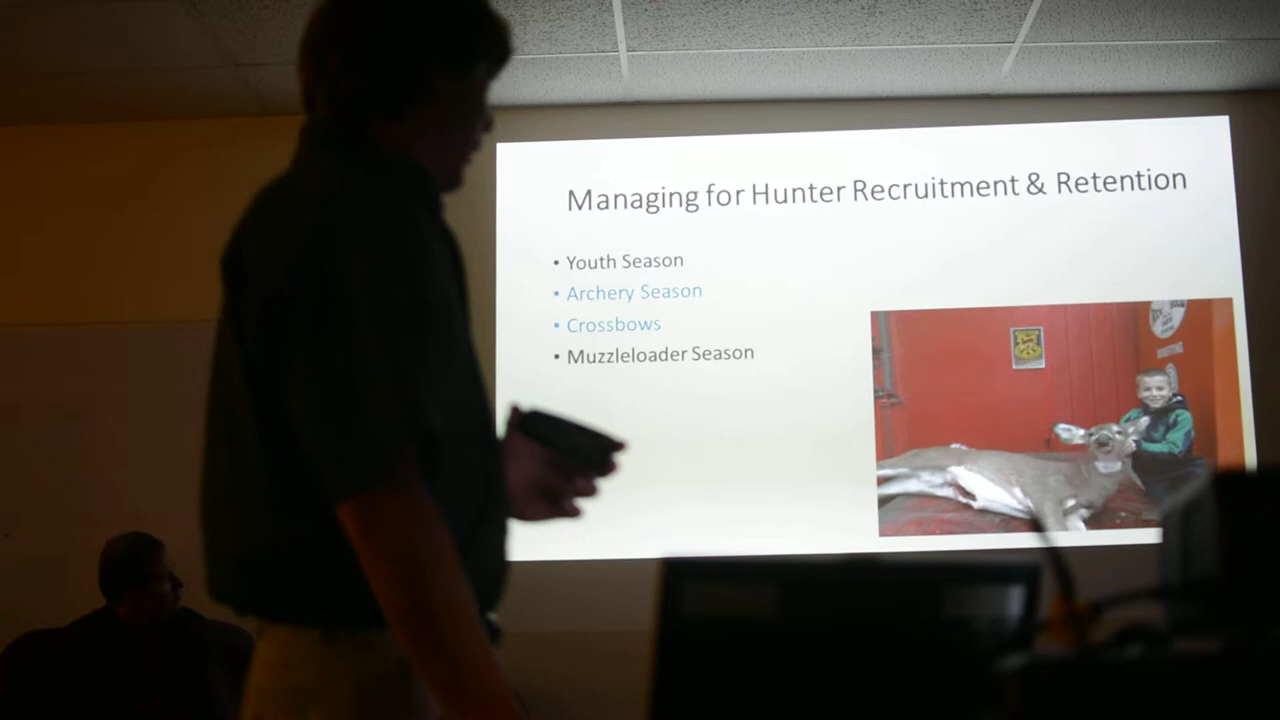 Managing for Hunter Recruitment & Retention
• Youth Season
• Archery Season
• Crossbows
• Muzzleloader Season